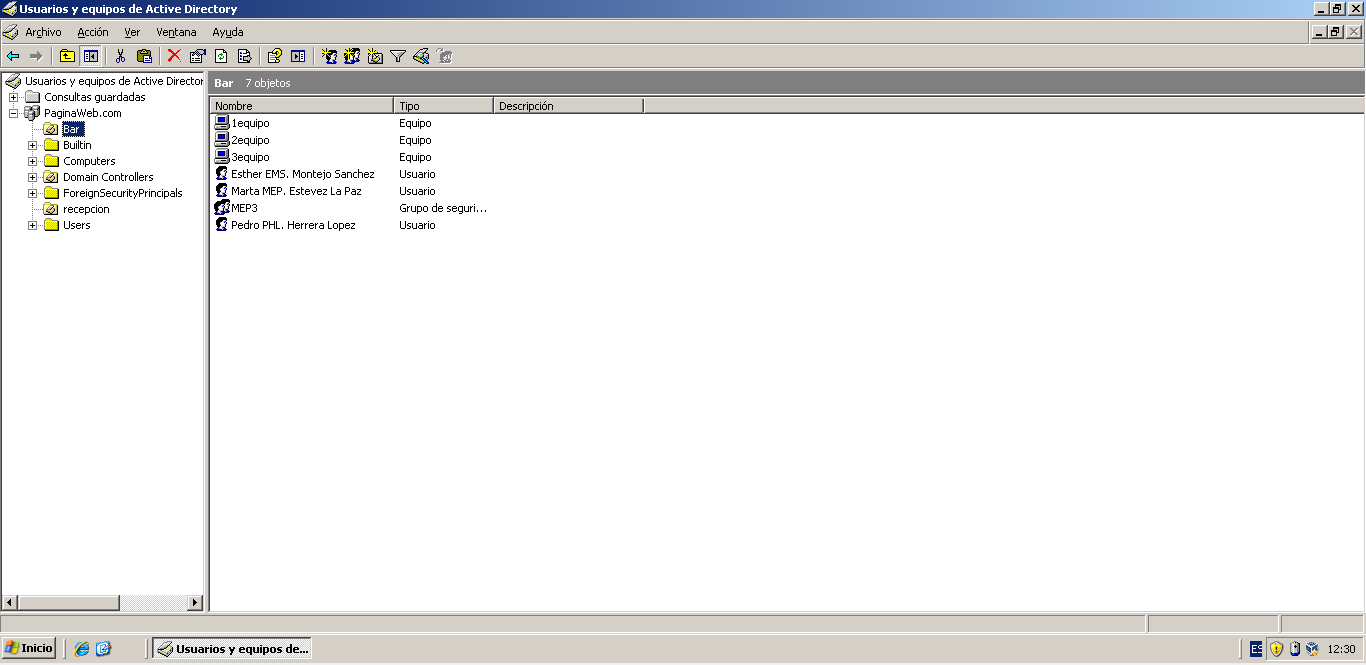 Usuarios y equipos de Active Directory
Archivo Acción Ver Ventana Ayuda
Usuarios y equipos de Active Director
Consultas guardadas
PaginaWeb.com
Bar
Builtin
Computers
Domain Controllers
ForeignSecurityPrincipals
recepcion
Users
Bar 7 objetos
Nombre Tipo Descripción
1equipo Equipo
2equipo Equipo
3equipo Equipo
Esther EMS. Montejo Sanchez Usuario
Marta MEP. Estevez La Paz Usuario
MEP3 Grupo de seguri...
Pedro PHL. Herrera Lopez Usuario
Inicio Usuarios y equipos de... ES 12:30